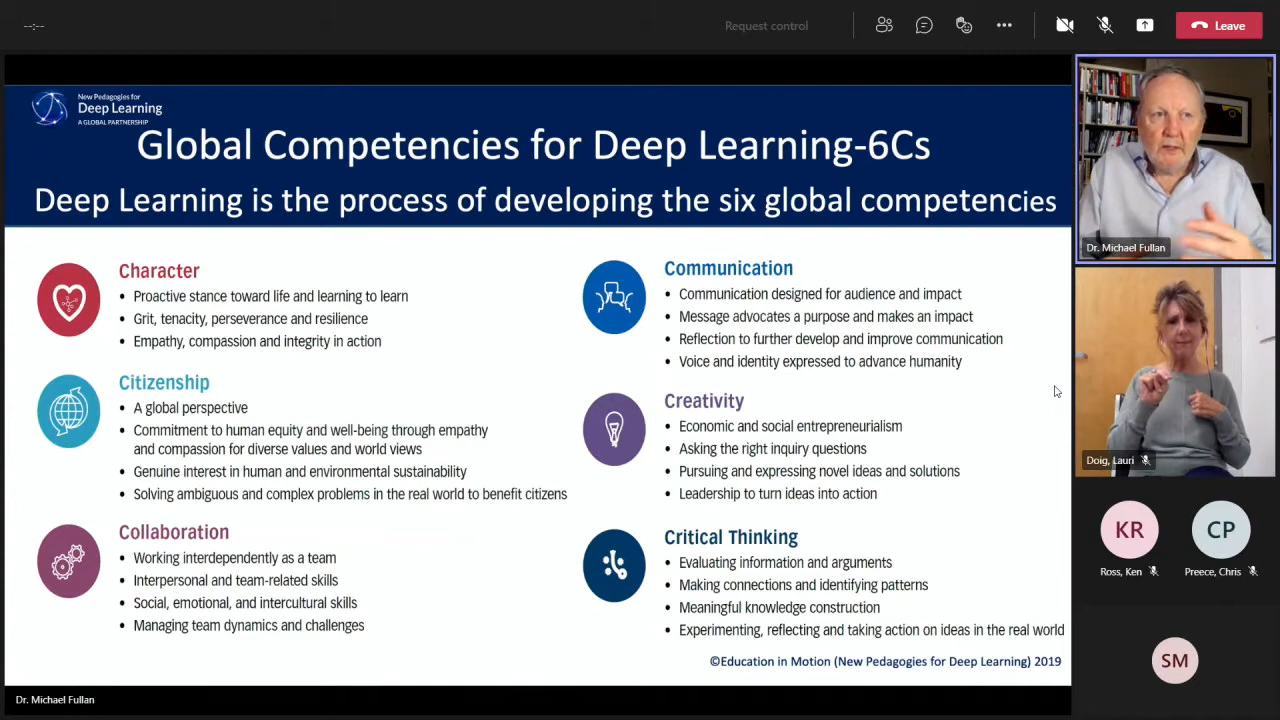 --:--
Request control
Leave
New Pedagogies for
Deep Learning
A GLOBAL PARTNERSHIP
Global Competencies for Deep Learning-6Cs
Deep Learning is the process of developing the six global competencies
Character
• Proactive stance toward life and learning to learn
• Grit, tenacity, perseverance and resilience
• Empathy, compassion and integrity in action
Citizenship
• A global perspective
• Commitment to human equity and well-being through empathy
and compassion for diverse values and world views
• Genuine interest in human and environmental sustainability
• Solving ambiguous and complex problems in the real world to benefit citizens
Collaboration
• Working interdependently as a team
• Interpersonal and team-related skills
• Social, emotional, and intercultural skills
• Managing team dynamics and challenges
Communication
• Communication designed for audience and impact
• Message advocates a purpose and makes an impact
• Reflection to further develop and improve communication
• Voice and identity expressed to advance humanity
Creativity
• Economic and social entrepreneurialism
• Asking the right inquiry questions
• Pursuing and expressing novel ideas and solutions
• Leadership to turn ideas into action
Critical Thinking
• Evaluating information and arguments
• Making connections and identifying patterns
• Meaningful knowledge construction
• Experimenting, reflecting and taking action on ideas in the real world
©Education in Motion (New Pedagogies for Deep Learning) 2019
Dr. Michael Fullan
Dr. Michael Fullan
Doig, Lauri
KR
CP
Ross, Ken
Preece, Chris
SM